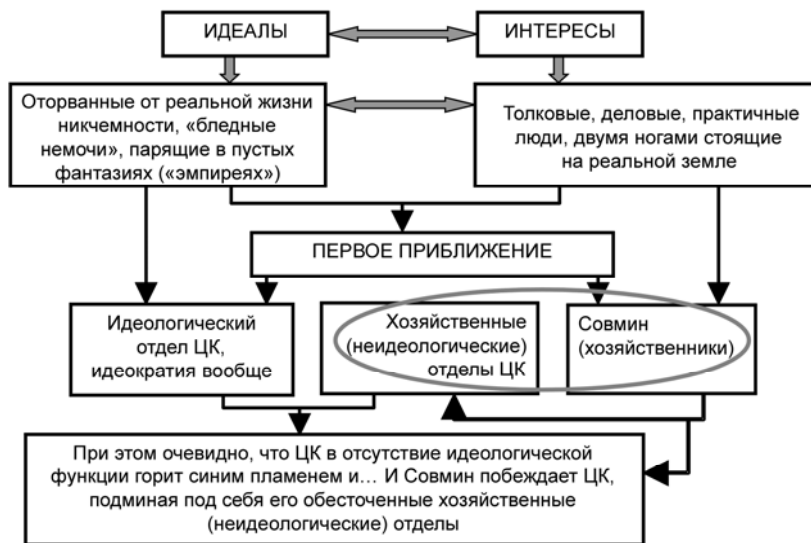 ИДЕАЛЫ
ИНТЕРЕСЫ
Оторванные от реальной жизни
никчемности, «бледные
немочи», парящие в пустых
фантазиях («эмпиреях»)
Толковые, деловые, практичные
люди, двумя ногами стоящие
на реальной земле
ПЕРВОЕ ПРИБЛИЖЕНИЕ
Идеологический
отдел ЦК,
идеократия вообще
Хозяйственные
(неидеологические)
отделы ЦК
Совмин
(хозяйственники)
При этом очевидно, что ЦК в отсутствие идеологической
функции горит синим пламенем и... И Совмин побеждает ЦК,
подминая под себя его обесточенные хозяйственные
(неидеологические) отделы